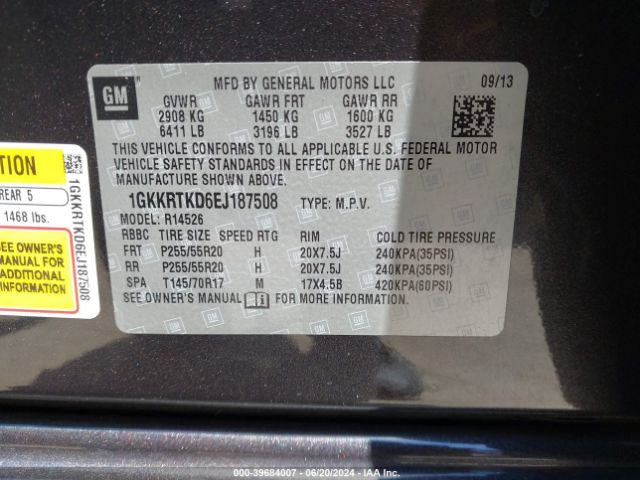 GM
MFD BY GENERAL MOTORS LLC 09/13
GVWR GAWR FRT GAWR RR
2908 KG 1450 KG 1600 KG
6411 LB 3196 LB 3527 LB
THIS VEHICLE CONFORMS TO ALL APPLICABLE U.S. FEDERAL MOTOR
VEHICLE SAFETY STANDARDS IN EFFECT ON THE DATE OF
MANUFACTURE SHOWN ABOVE.
1GKKRTKD6EJ187508 TYPE: M.P.V.
MODEL: R14526
RBBC TIRE SIZE SPEED RTG RIM COLD TIRE PRESSURE
FRT P255/55R20 H 20X7.5J 240KPA(35PSI)
RR P255/55R20 H 20X7.5J 240KPA(35PSI)
SPA T145/70R17 M 17X4.5B 420KPA(60PSI)
SEE OWNER'S MANUAL FOR MORE INFORMATION.
TION
REAR 5
1468 lbs.
SEE OWNER'S
MANUAL FOR
ADDITIONAL
INFORMATION
1GKKRTKD6EJ187508
© COPYRIGHT (#) - 39684007 - 06/20/2024 - IAA Inc.